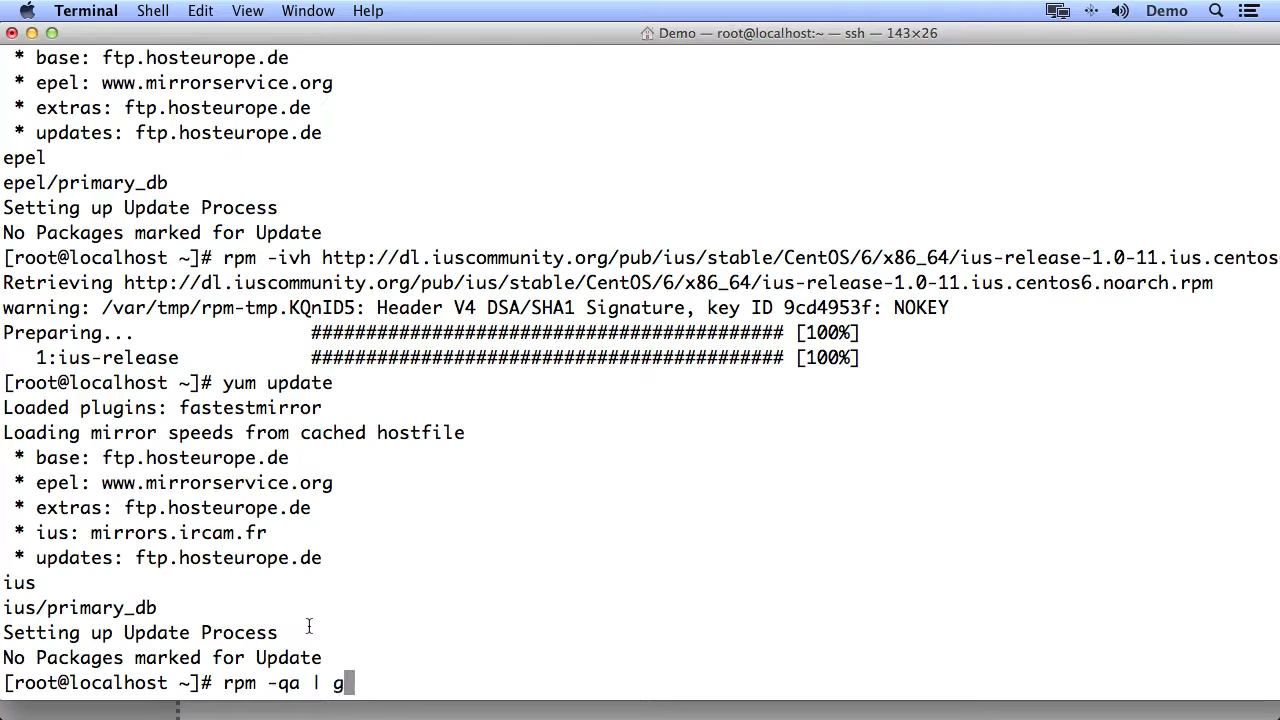 Terminal Shell Edit View Window Help Demo
Demo — root@localhost:~ — ssh — 143×26
* base: ftp.hosteurope.de
* epel: www.mirrorservice.org
* extras: ftp.hosteurope.de
* updates: ftp.hosteurope.de
epel
epel/primary_db
Setting up Update Process
No Packages marked for Update
[root@localhost ~]# rpm -ivh http://dl.iuscommunity.org/pub/ius/stable/CentOS/6/x86_64/ius-release-1.0-11.ius.centos
Retrieving http://dl.iuscommunity.org/pub/ius/stable/CentOS/6/x86_64/ius-release-1.0-11.ius.centos6.noarch.rpm
warning: /var/tmp/rpm-tmp.KQnID5: Header V4 DSA/SHA1 Signature, key ID 9cd4953f: NOKEY
Preparing... ########################################### [100%]
1:ius-release ########################################### [100%]
[root@localhost ~]# yum update
Loaded plugins: fastestmirror
Loading mirror speeds from cached hostfile
* base: ftp.hosteurope.de
* epel: www.mirrorservice.org
* extras: ftp.hosteurope.de
* ius: mirrors.ircam.fr
* updates: ftp.hosteurope.de
ius
ius/primary_db
Setting up Update Process
No Packages marked for Update
[root@localhost ~]# rpm -qa | g